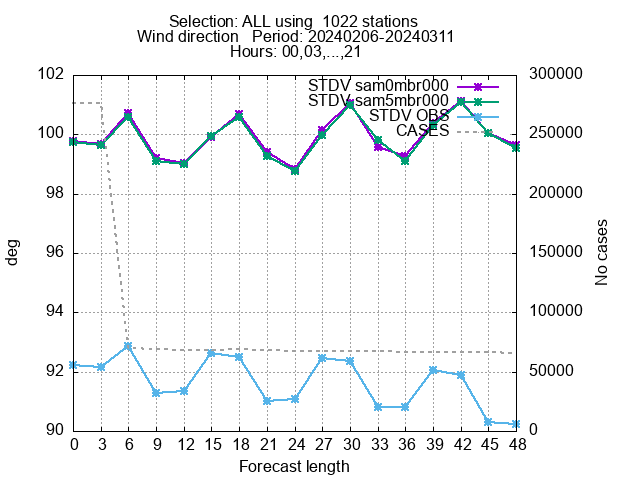 Selection: ALL using  1022 stations
Wind direction   Period: 20240206-20240311
Hours: 00,03,...,21
STDV sam0mbr000
STDV sam5mbr000
STDV OBS
CASES
102
100
98
96
94
92
90
300000
250000
200000
150000
100000
50000
0
deg
No cases
0 3 6 9 12 15 18 21 24 27 30 33 36 39 42 45 48
Forecast length